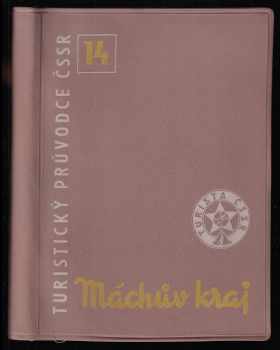 TURISTICKÝ PRŮVODCE ČSSR
14
TURISTA ČSSR
Máchův kraj